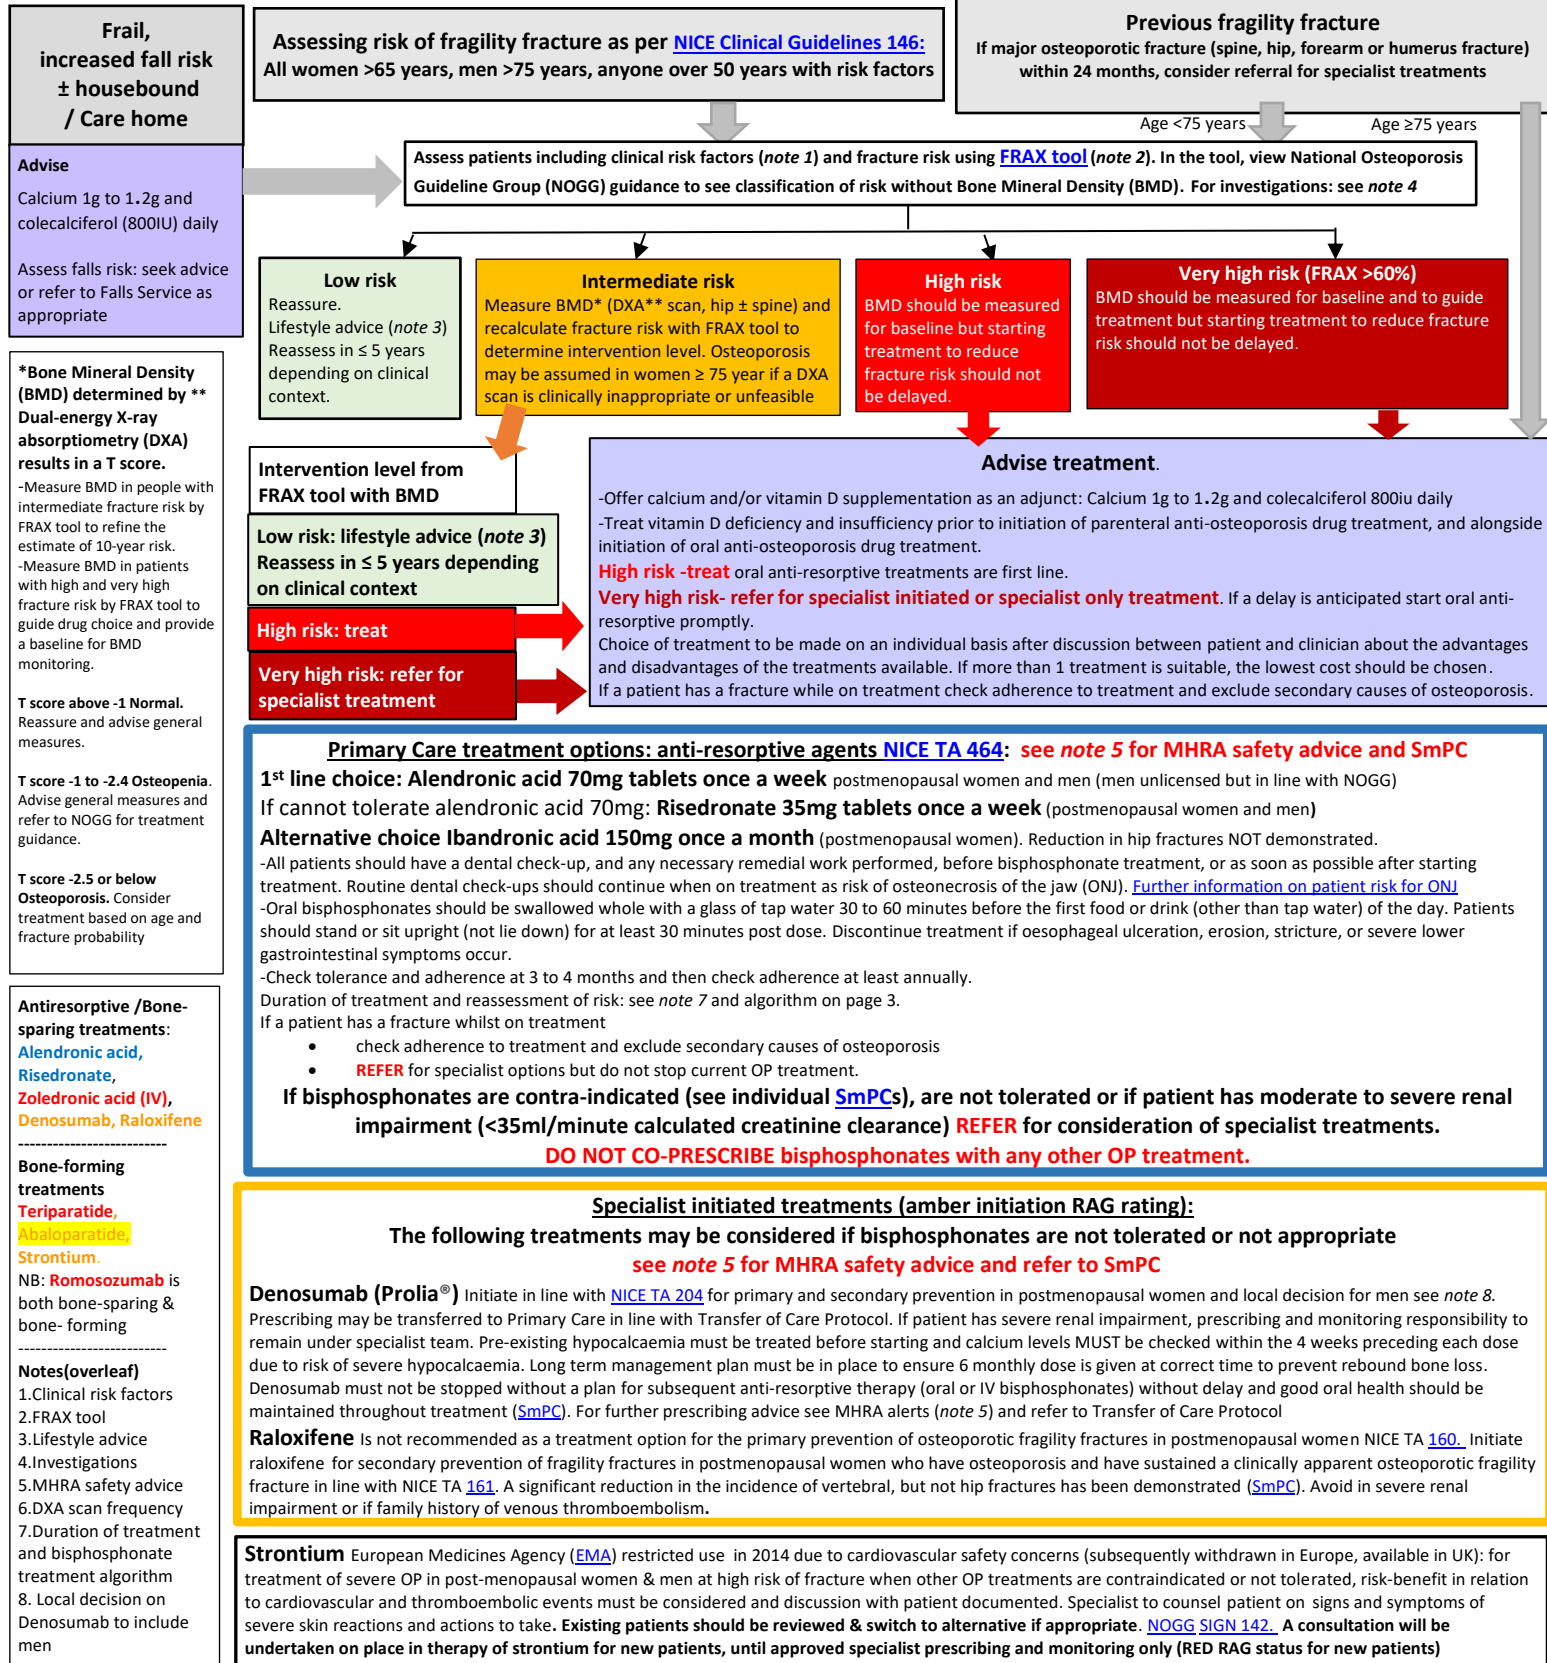 Frail,
increased fall risk
± housebound
/ Care home
Advise
Calcium 1g to 1.2g and
colecalciferol (800IU) daily
Assess falls risk: seek advice
or refer to Falls Service as
appropriate
Assessing risk of fragility fracture as per NICE Clinical Guidelines 146:
All women >65 years, men >75 years, anyone over 50 years with risk factors
Previous fragility fracture
If major osteoporotic fracture (spine, hip, forearm or humerus fracture)
within 24 months, consider referral for specialist treatments
Age <75 years
Age ≥75 years
Assess patients including clinical risk factors (note 1) and fracture risk using FRAX tool (note 2). In the tool, view National Osteoporosis
Guideline Group (NOGG) guidance to see classification of risk without Bone Mineral Density (BMD). For investigations: see note 4
Low risk
Reassure.
Lifestyle advice (note 3)
Reassess in ≤ 5 years
depending on clinical
context.
Intermediate risk
Measure BMD* (DXA** scan, hip ± spine) and
recalculate fracture risk with FRAX tool to
determine intervention level. Osteoporosis
may be assumed in women ≥ 75 year if a DXA
scan is clinically inappropriate or unfeasible
High risk
BMD should be measured
for baseline but starting
treatment to reduce
fracture risk should not
be delayed.
Very high risk (FRAX >60%)
BMD should be measured for baseline and to guide
treatment but starting treatment to reduce fracture
risk should not be delayed.
*Bone Mineral Density
(BMD) determined by **
Dual-energy X-ray
absorptiometry (DXA)
results in a T score.
-Measure BMD in people with
intermediate fracture risk by
FRAX tool to refine the
estimate of 10-year risk.
-Measure BMD in patients
with high and very high
fracture risk by FRAX tool to
guide drug choice and provide
a baseline for BMD
monitoring.
T score above -1 Normal.
Reassure and advise general
measures.
T score -1 to -2.4 Osteopenia.
Advise general measures and
refer to NOGG for treatment
guidance.
T score -2.5 or below
Osteoporosis. Consider
treatment based on age and
fracture probability
Intervention level from
FRAX tool with BMD
Low risk: lifestyle advice (note 3)
Reassess in ≤ 5 years depending
on clinical context
High risk: treat
Very high risk: refer for
specialist treatment
Advise treatment.
-Offer calcium and/or vitamin D supplementation as an adjunct: Calcium 1g to 1.2g and colecalciferol 800iu daily
-Treat vitamin D deficiency and insufficiency prior to initiation of parenteral anti-osteoporosis drug treatment, and alongside
initiation of oral anti-osteoporosis drug treatment.
High risk -treat oral anti-resorptive treatments are first line.
Very high risk- refer for specialist initiated or specialist only treatment. If a delay is anticipated start oral anti-
resorptive promptly.
Choice of treatment to be made on an individual basis after discussion between patient and clinician about the advantages
and disadvantages of the treatments available. If more than 1 treatment is suitable, the lowest cost should be chosen.
If a patient has a fracture while on treatment check adherence to treatment and exclude secondary causes of osteoporosis.
Primary Care treatment options: anti-resorptive agents NICE TA 464: see note 5 for MHRA safety advice and SmPC
1st line choice: Alendronic acid 70mg tablets once a week postmenopausal women and men (men unlicensed but in line with NOGG)
If cannot tolerate alendronic acid 70mg: Risedronate 35mg tablets once a week (postmenopausal women and men)
Alternative choice Ibandronic acid 150mg once a month (postmenopausal women). Reduction in hip fractures NOT demonstrated.
-All patients should have a dental check-up, and any necessary remedial work performed, before bisphosphonate treatment, or as soon as possible after starting
treatment. Routine dental check-ups should continue when on treatment as risk of osteonecrosis of the jaw (ONJ). Further information on patient risk for ONJ
-Oral bisphosphonates should be swallowed whole with a glass of tap water 30 to 60 minutes before the first food or drink (other than tap water) of the day. Patients
should stand or sit upright (not lie down) for at least 30 minutes post dose. Discontinue treatment if oesophageal ulceration, erosion, stricture, or severe lower
gastrointestinal symptoms occur.
-Check tolerance and adherence at 3 to 4 months and then check adherence at least annually.
Duration of treatment and reassessment of risk: see note 7 and algorithm on page 3.
If a patient has a fracture whilst on treatment
• check adherence to treatment and exclude secondary causes of osteoporosis
• REFER for specialist options but do not stop current OP treatment.
If bisphosphonates are contra-indicated (see individual SmPCs), are not tolerated or if patient has moderate to severe renal
impairment (<35ml/minute calculated creatinine clearance) REFER for consideration of specialist treatments.
DO NOT CO-PRESCRIBE bisphosphonates with any other OP treatment.
Antiresorptive /Bone-
sparing treatments:
Alendronic acid,
Risedronate,
Zoledronic acid (IV),
Denosumab, Raloxifene
--------------------------
Bone-forming
treatments
Teriparatide,
Abaloparatide,
Strontium.
NB: Romosozumab is
both bone-sparing &
bone- forming
--------------------------
Notes(overleaf)
1.Clinical risk factors
2.FRAX tool
3.Lifestyle advice
4.Investigations
5.MHRA safety advice
6.DXA scan frequency
7.Duration of treatment
and bisphosphonate
treatment algorithm
8. Local decision on
Denosumab to include
men
Specialist initiated treatments (amber initiation RAG rating):
The following treatments may be considered if bisphosphonates are not tolerated or not appropriate
see note 5 for MHRA safety advice and refer to SmPC
Denosumab (Prolia®) Initiate in line with NICE TA 204 for primary and secondary prevention in postmenopausal women and local decision for men see note 8.
Prescribing may be transferred to Primary Care in line with Transfer of Care Protocol. If patient has severe renal impairment, prescribing and monitoring responsibility to
remain under specialist team. Pre-existing hypocalcaemia must be treated before starting and calcium levels MUST be checked within the 4 weeks preceding each dose
due to risk of severe hypocalcaemia. Long term management plan must be in place to ensure 6 monthly dose is given at correct time to prevent rebound bone loss.
Denosumab must not be stopped without a plan for subsequent anti-resorptive therapy (oral or IV bisphosphonates) without delay and good oral health should be
maintained throughout treatment (SmPC). For further prescribing advice see MHRA alerts (note 5) and refer to Transfer of Care Protocol
Raloxifene Is not recommended as a treatment option for the primary prevention of osteoporotic fragility fractures in postmenopausal women NICE TA 160. Initiate
raloxifene for secondary prevention of fragility fractures in postmenopausal women who have osteoporosis and have sustained a clinically apparent osteoporotic fragility
fracture in line with NICE TA 161. A significant reduction in the incidence of vertebral, but not hip fractures has been demonstrated (SmPC). Avoid in severe renal
impairment or if family history of venous thromboembolism.
Strontium European Medicines Agency (EMA) restricted use in 2014 due to cardiovascular safety concerns (subsequently withdrawn in Europe, available in UK): for
treatment of severe OP in post-menopausal women & men at high risk of fracture when other OP treatments are contraindicated or not tolerated, risk-benefit in relation
to cardiovascular and thromboembolic events must be considered and discussion with patient documented. Specialist to counsel patient on signs and symptoms of
severe skin reactions and actions to take. Existing patients should be reviewed & switch to alternative if appropriate. NOGG SIGN 142. A consultation will be
undertaken on place in therapy of strontium for new patients, until approved specialist prescribing and monitoring only (RED RAG status for new patients)